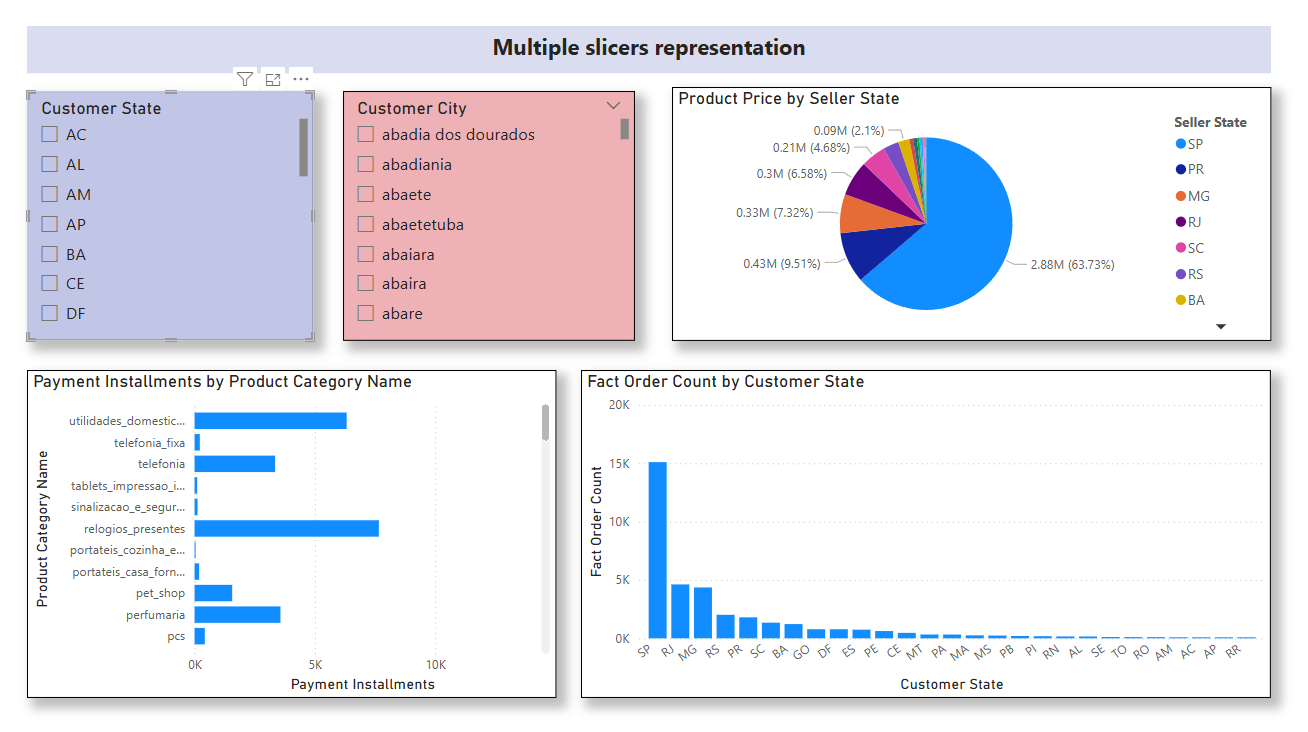 Multiple slicers representation
Customer State
AC
AL
AM
AP
BA
CE
DF
Customer City
abadia dos dourados
abadiania
abaete
abaetetuba
abaiara
abaira
abare
Product Price by Seller State
0.09M (2.1%)
0.21M (4.68%)
0.3M (6.58%)
0.33M (7.32%)
0.43M (9.51%)
2.88M (63.73%)
Seller State
SP
PR
MG
RJ
SC
RS
BA
Payment Installments by Product Category Name
Product Category Name
utilidades_domestic...
telefonia_fixa
telefonia
tablets_impressao_i...
sinalizacao_e_segur...
relogios_presentes
portateis_cozinha_e...
portateis_casa_forn...
pet_shop
perfumaria
pcs
0K 5K 10K
Payment Installments
Fact Order Count by Customer State
Fact Order Count
20K
15K
10K
5K
0K
SP RJ MG RS PR SC BA GO DF ES PE CE MT PA MA MS PB PI RN AL SE TO RO AM AC AP RR
Customer State